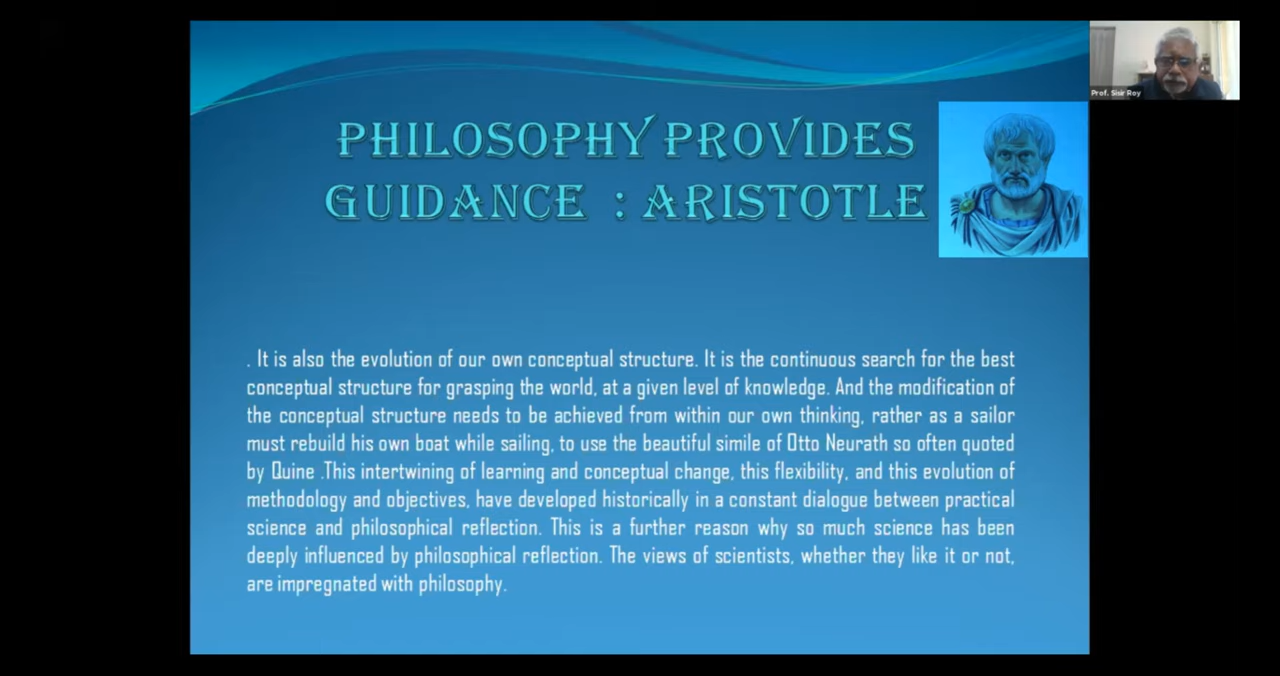 PHILOSOPHY PROVIDES
GUIDANCE : ARISTOTLE
Prof. Sisir Roy
. It is also the evolution of our own conceptual structure. It is the continuous search for the best
conceptual structure for grasping the world, at a given level of knowledge. And the modification of
the conceptual structure needs to be achieved from within our own thinking, rather as a sailor
must rebuild his own boat while sailing, to use the beautiful simile of Otto Neurath so often quoted
by Quine .This intertwining of learning and conceptual change, this flexibility, and this evolution of
methodology and objectives, have developed historically in a constant dialogue between practical
science and philosophical reflection. This is a further reason why so much science has been
deeply influenced by philosophical reflection. The views of scientists, whether they like it or not,
are impregnated with philosophy.